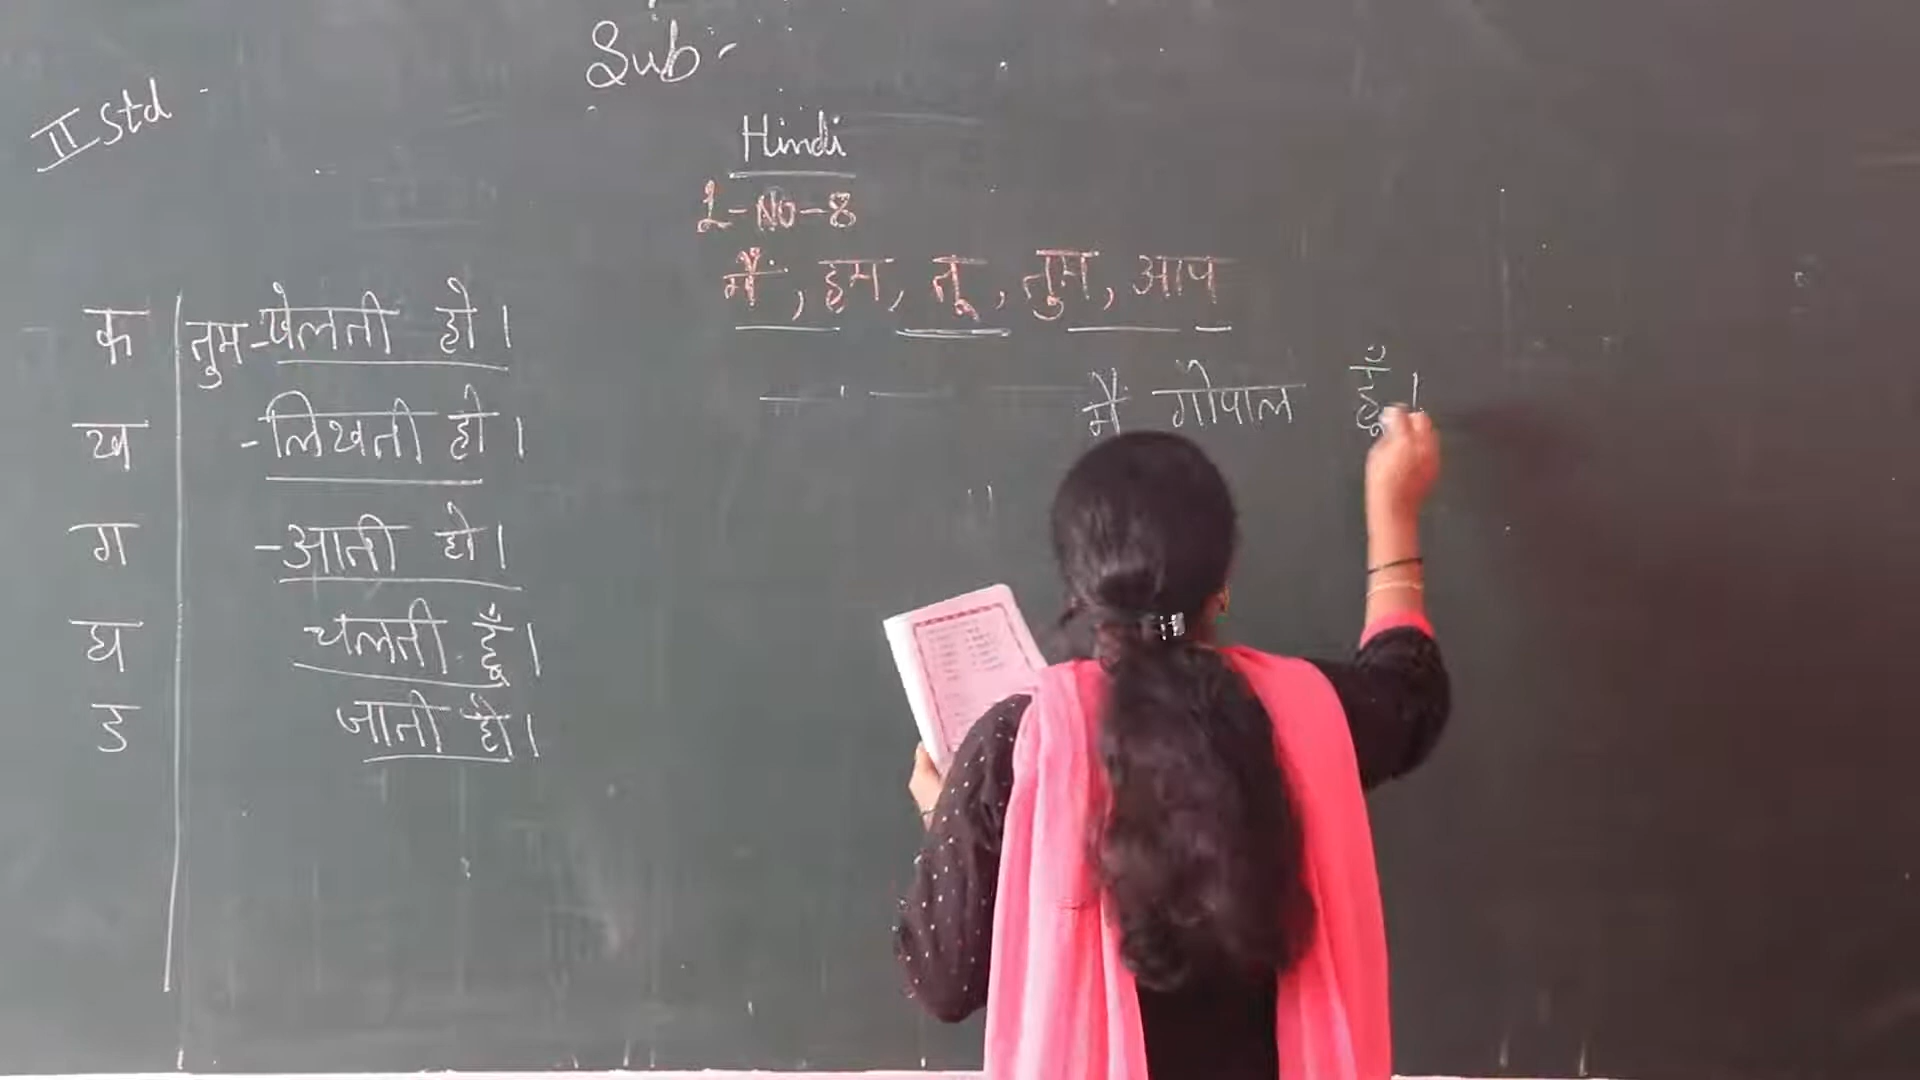 II Std
Sub:-
Hindi
L-No-8
मैं, हम, तू, तुम, आप
मैं गोपाल हूँ।
क तुम-खेलती हो।
ख -लिखती हो।
ग -आती हो।
घ चलती हूँ।
ड जाती हो।